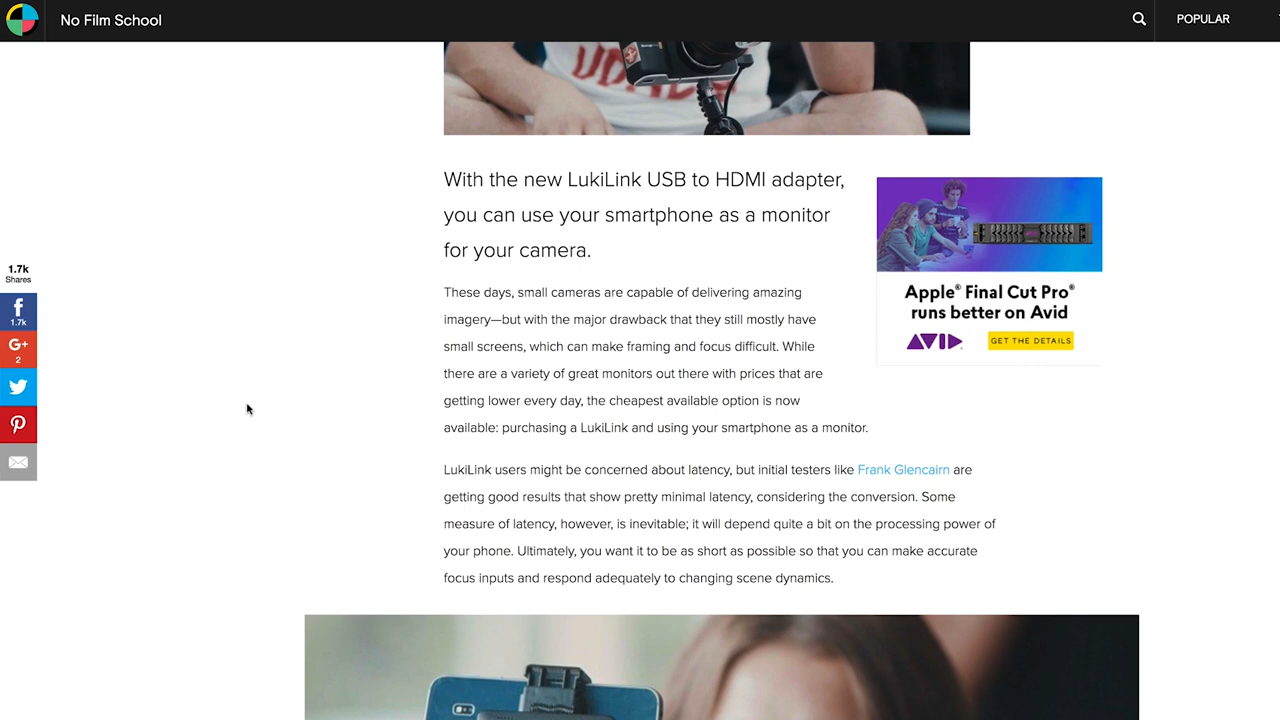 No Film School
POPULAR
With the new LukiLink USB to HDMI adapter,
you can use your smartphone as a monitor
for your camera.
These days, small cameras are capable of delivering amazing
imagery—but with the major drawback that they still mostly have
small screens, which can make framing and focus difficult. While
there are a variety of great monitors out there with prices that are
getting lower every day, the cheapest available option is now
available: purchasing a LukiLink and using your smartphone as a monitor.
Apple® Final Cut Pro®
runs better on Avid
AVID
GET THE DETAILS
1.7k
Shares
f
1.7k
G+
2
LukiLink users might be concerned about latency, but initial testers like Frank Glencairn are
getting good results that show pretty minimal latency, considering the conversion. Some
measure of latency, however, is inevitable; it will depend quite a bit on the processing power of
your phone. Ultimately, you want it to be as short as possible so that you can make accurate
focus inputs and respond adequately to changing scene dynamics.